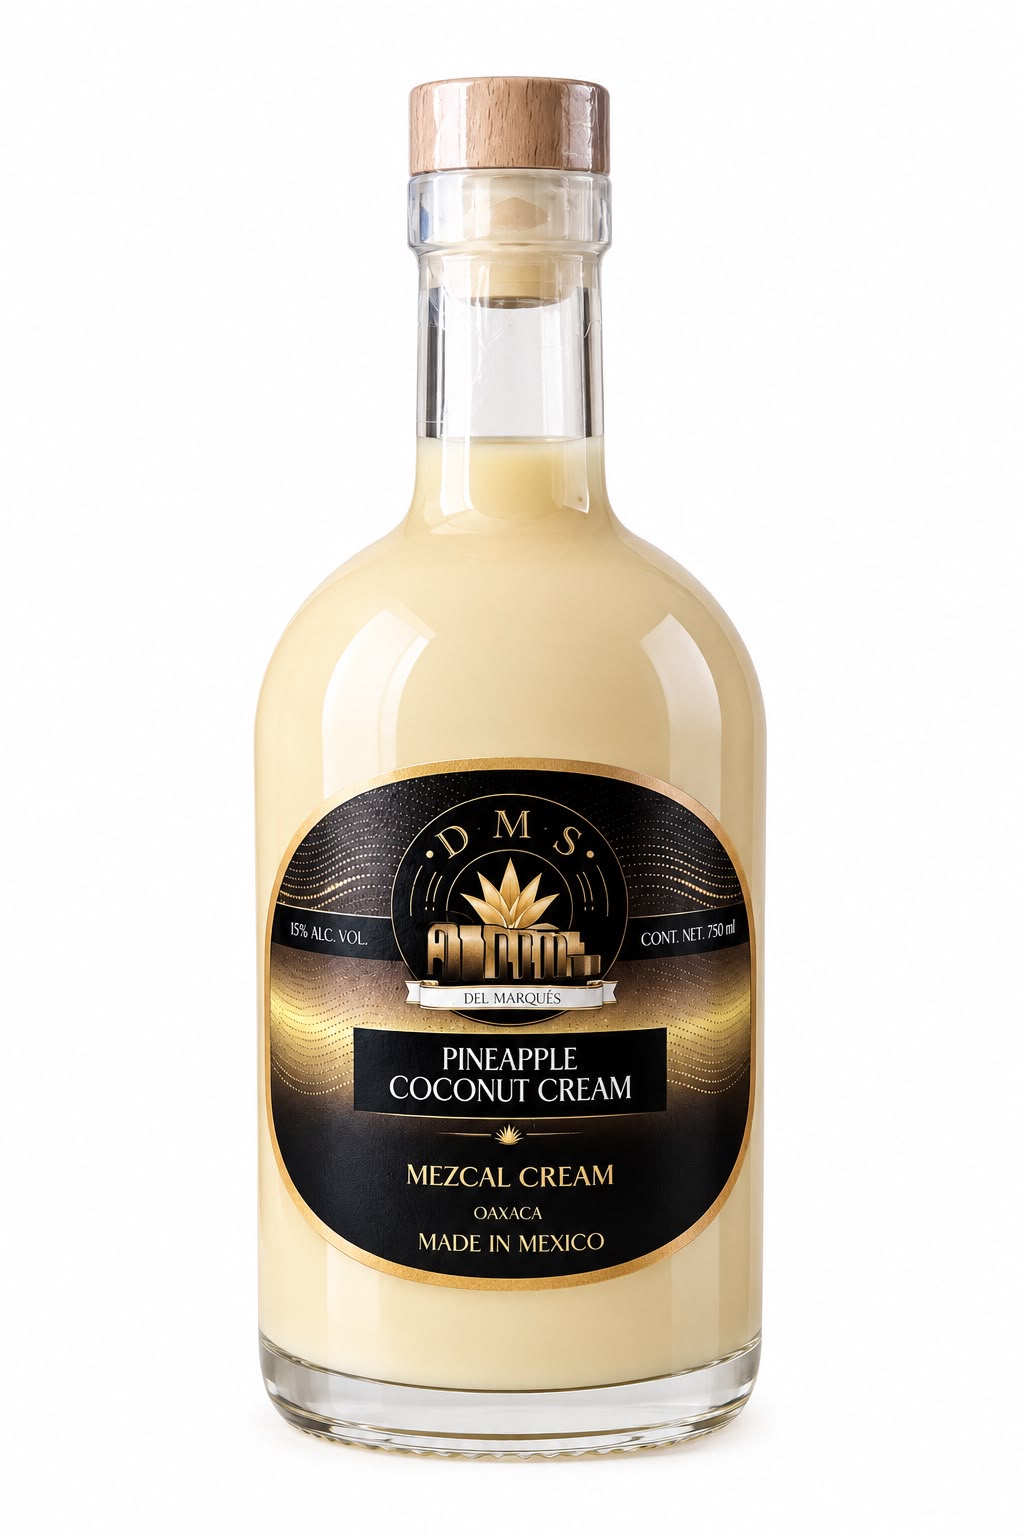 D M S
15% ALC. VOL.
CONT. NET. 750 ml
DEL MARQUÉS
PINEAPPLE
COCONUT CREAM
MEZCAL CREAM
OAXACA
MADE IN MEXICO